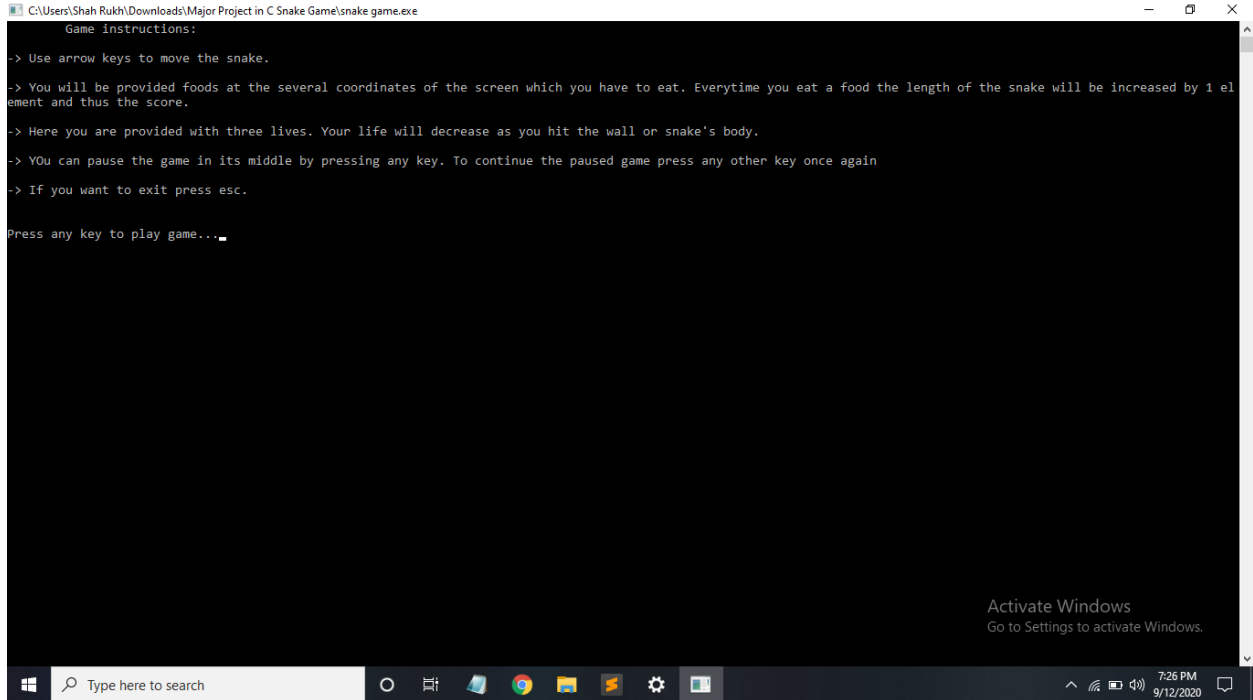 C:\Users\Shah Rukh\Downloads\Major Project in C Snake Game\snake game.exe
Game instructions:
-> Use arrow keys to move the snake.
-> You will be provided foods at the several coordinates of the screen which you have to eat. Everytime you eat a food the length of the snake will be increased by 1 el
ement and thus the score.
-> Here you are provided with three lives. Your life will decrease as you hit the wall or snake's body.
-> YOu can pause the game in its middle by pressing any key. To continue the paused game press any other key once again
-> If you want to exit press esc.
Press any key to play game...
Activate Windows
Go to Settings to activate Windows.
Type here to search
7:26 PM
9/12/2020